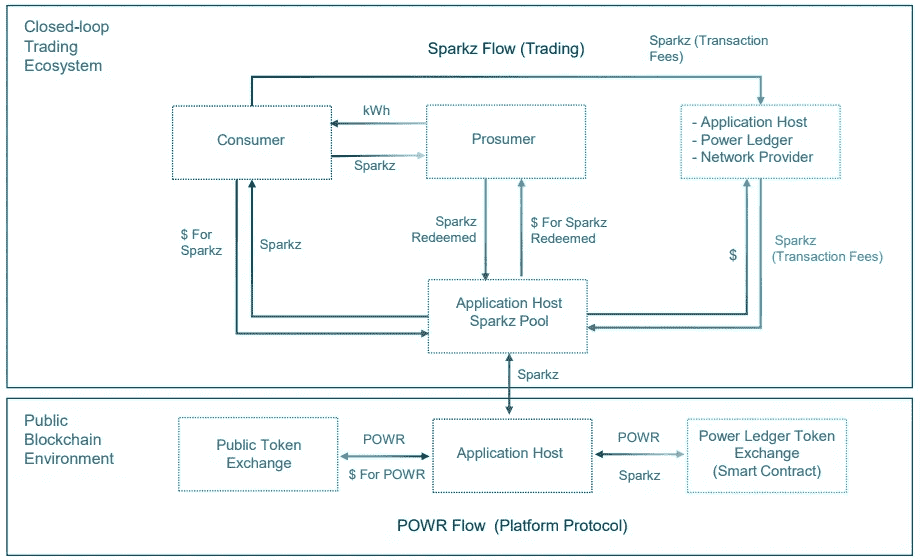 Closed-loop
Trading
Ecosystem
Sparkz Flow (Trading)
Sparkz (Transaction
Fees)
Consumer
kWh
Sparkz
Prosumer
- Application Host
- Power Ledger
- Network Provider
$ For
Sparkz
Sparkz
Sparkz
Redeemed
$ For Sparkz
Redeemed
$
Sparkz
(Transaction Fees)
Application Host
Sparkz Pool
Sparkz
Public
Blockchain
Environment
Public Token
Exchange
POWR
$ For POWR
Application Host
POWR
Sparkz
Power Ledger Token
Exchange
(Smart Contract)
POWR Flow (Platform Protocol)